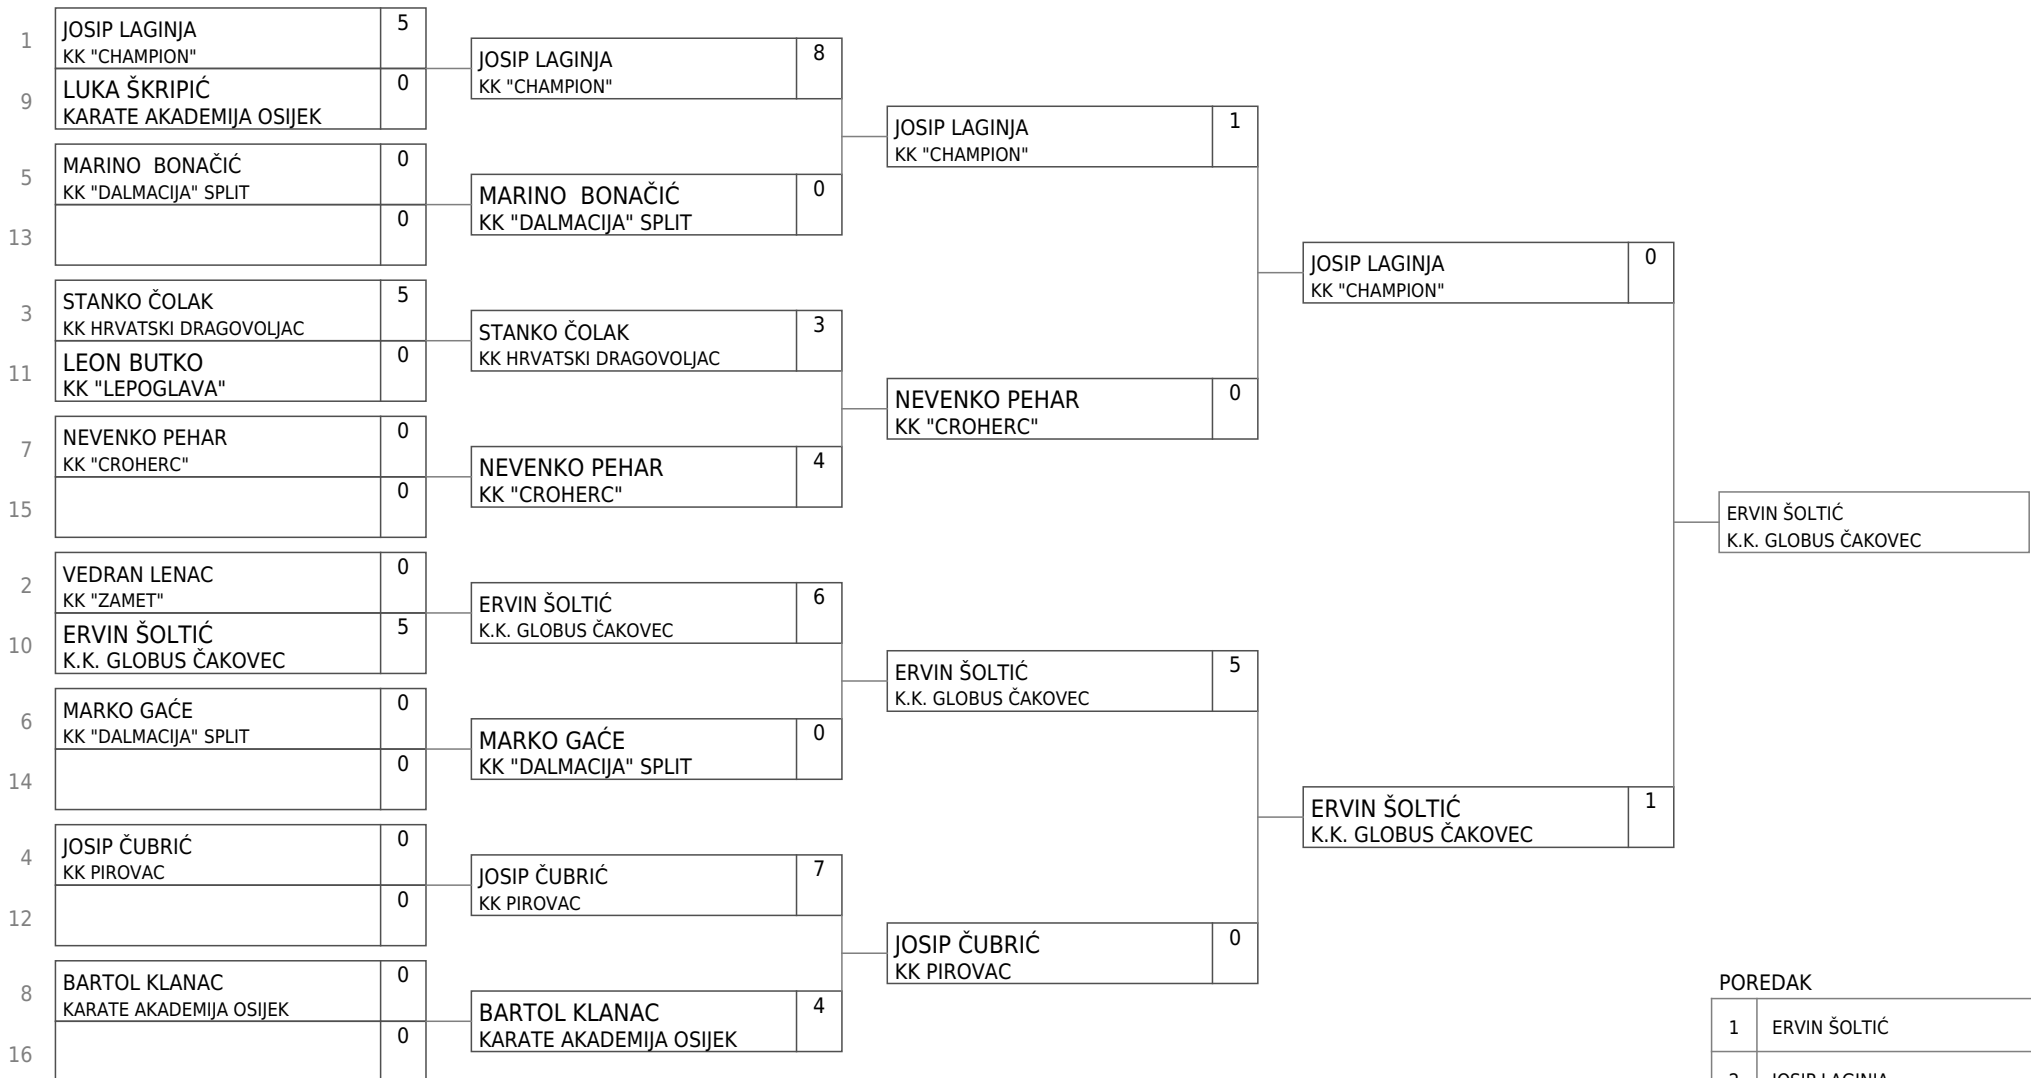 1
JOSIP LAGINJA
KK "CHAMPION"
5
9
LUKA ŠKRIPIĆ
KARATE AKADEMIJA OSIJEK
0
5
MARINO  BONAČIĆ
KK "DALMACIJA" SPLIT
0
13
0
3
STANKO ČOLAK
KK HRVATSKI DRAGOVOLJAC
5
11
LEON BUTKO
KK "LEPOGLAVA"
0
7
NEVENKO PEHAR
KK "CROHERC"
0
15
0
2
VEDRAN LENAC
KK "ZAMET"
0
10
ERVIN ŠOLTIĆ
K.K. GLOBUS ČAKOVEC
5
6
MARKO GAĆE
KK "DALMACIJA" SPLIT
0
14
0
4
JOSIP ČUBRIĆ
KK PIROVAC
0
12
0
8
BARTOL KLANAC
KARATE AKADEMIJA OSIJEK
0
16
0
JOSIP LAGINJA
KK "CHAMPION"
8
MARINO  BONAČIĆ
KK "DALMACIJA" SPLIT
0
STANKO ČOLAK
KK HRVATSKI DRAGOVOLJAC
3
NEVENKO PEHAR
KK "CROHERC"
4
ERVIN ŠOLTIĆ
K.K. GLOBUS ČAKOVEC
6
MARKO GAĆE
KK "DALMACIJA" SPLIT
0
JOSIP ČUBRIĆ
KK PIROVAC
7
BARTOL KLANAC
KARATE AKADEMIJA OSIJEK
4
JOSIP LAGINJA
KK "CHAMPION"
1
NEVENKO PEHAR
KK "CROHERC"
0
ERVIN ŠOLTIĆ
K.K. GLOBUS ČAKOVEC
5
JOSIP ČUBRIĆ
KK PIROVAC
0
JOSIP LAGINJA
KK "CHAMPION"
0
ERVIN ŠOLTIĆ
K.K. GLOBUS ČAKOVEC
1
ERVIN ŠOLTIĆ
K.K. GLOBUS ČAKOVEC
POREDAK
1 ERVIN ŠOLTIĆ
2 JOSIP LAGINJA